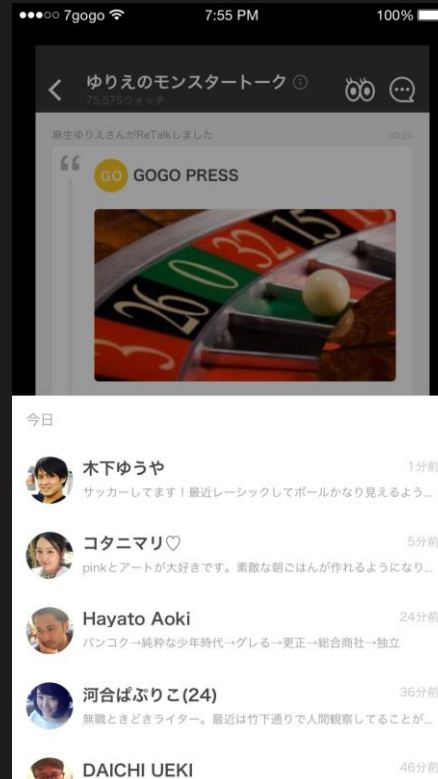 7gogo 7:55 PM 100%
ゆりえのモンスタートーク
75,575ウォッチ
麻生ゆりえさんがReTalkしました 00:24
GO GOGO PRESS
26 0 32 15
今日
木下ゆうや 1分前
サッカーしてます！最近レーシックしてボールかなり見えるよう...
コタニマリ♡ 5分前
pinkとアートが大好きです。素敵な朝ごはんが作れるようになり...
Hayato Aoki 24分前
バンコク→純粋な少年時代→グレる→更正→総合商社→独立
河合ぱぷりこ(24) 36分前
無職ときどきライター。最近は竹下通りで人間観察してることが...
DAICHI UEKI 46分前